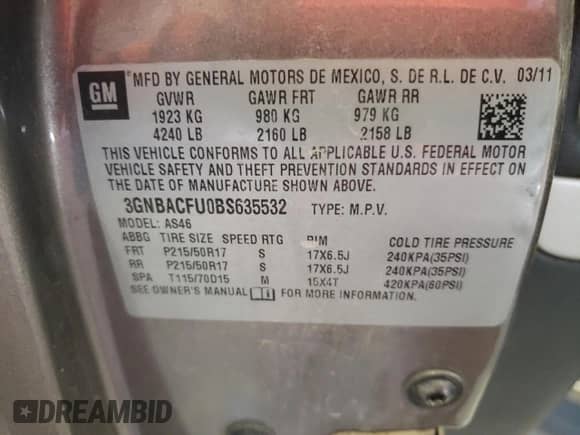 GM
®MFD BY GENERAL MOTORS DE MEXICO, S. DE R.L. DE C.V. 03/11
GVWR GAWR FRT GAWR RR
1923 KG 980 KG 979 KG
4240 LB 2160 LB 2158 LB
THIS VEHICLE CONFORMS TO ALL APPLICABLE U.S. FEDERAL MOTOR
VEHICLE SAFETY AND THEFT PREVENTION STANDARDS IN EFFECT ON
THE DATE OF MANUFACTURE SHOWN ABOVE.
3GNBACFU0BS635532 TYPE: M.P.V.
MODEL: AS46
ABBG TIRE SIZE SPEED RTG RIM COLD TIRE PRESSURE
FRT P215/50R17 S 17X6.5J 240KPA(35PSI)
RR P215/50R17 S 17X6.5J 240KPA(35PSI)
SPA T115/70D15 M 15X4T 420KPA(60PSI)
SEE OWNER'S MANUAL FOR MORE INFORMATION.
DREAMBID